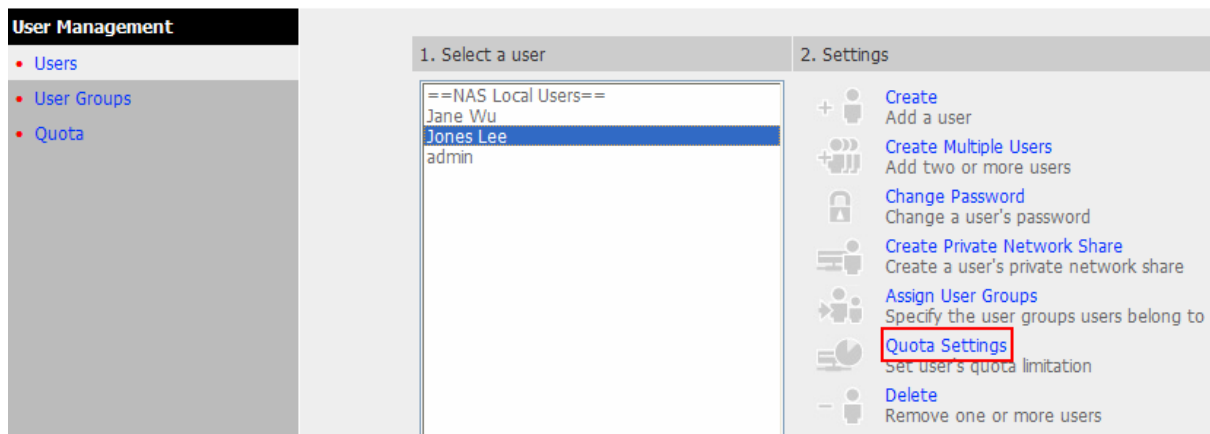 User Management
Users
User Groups
Quota
1. Select a user
==NAS Local Users==
Jane Wu
Jones Lee
admin
2. Settings
Create
Add a user
Create Multiple Users
Add two or more users
Change Password
Change a user's password
Create Private Network Share
Create a user's private network share
Assign User Groups
Specify the user groups users belong to
Quota Settings
Set user's quota limitation
Delete
Remove one or more users